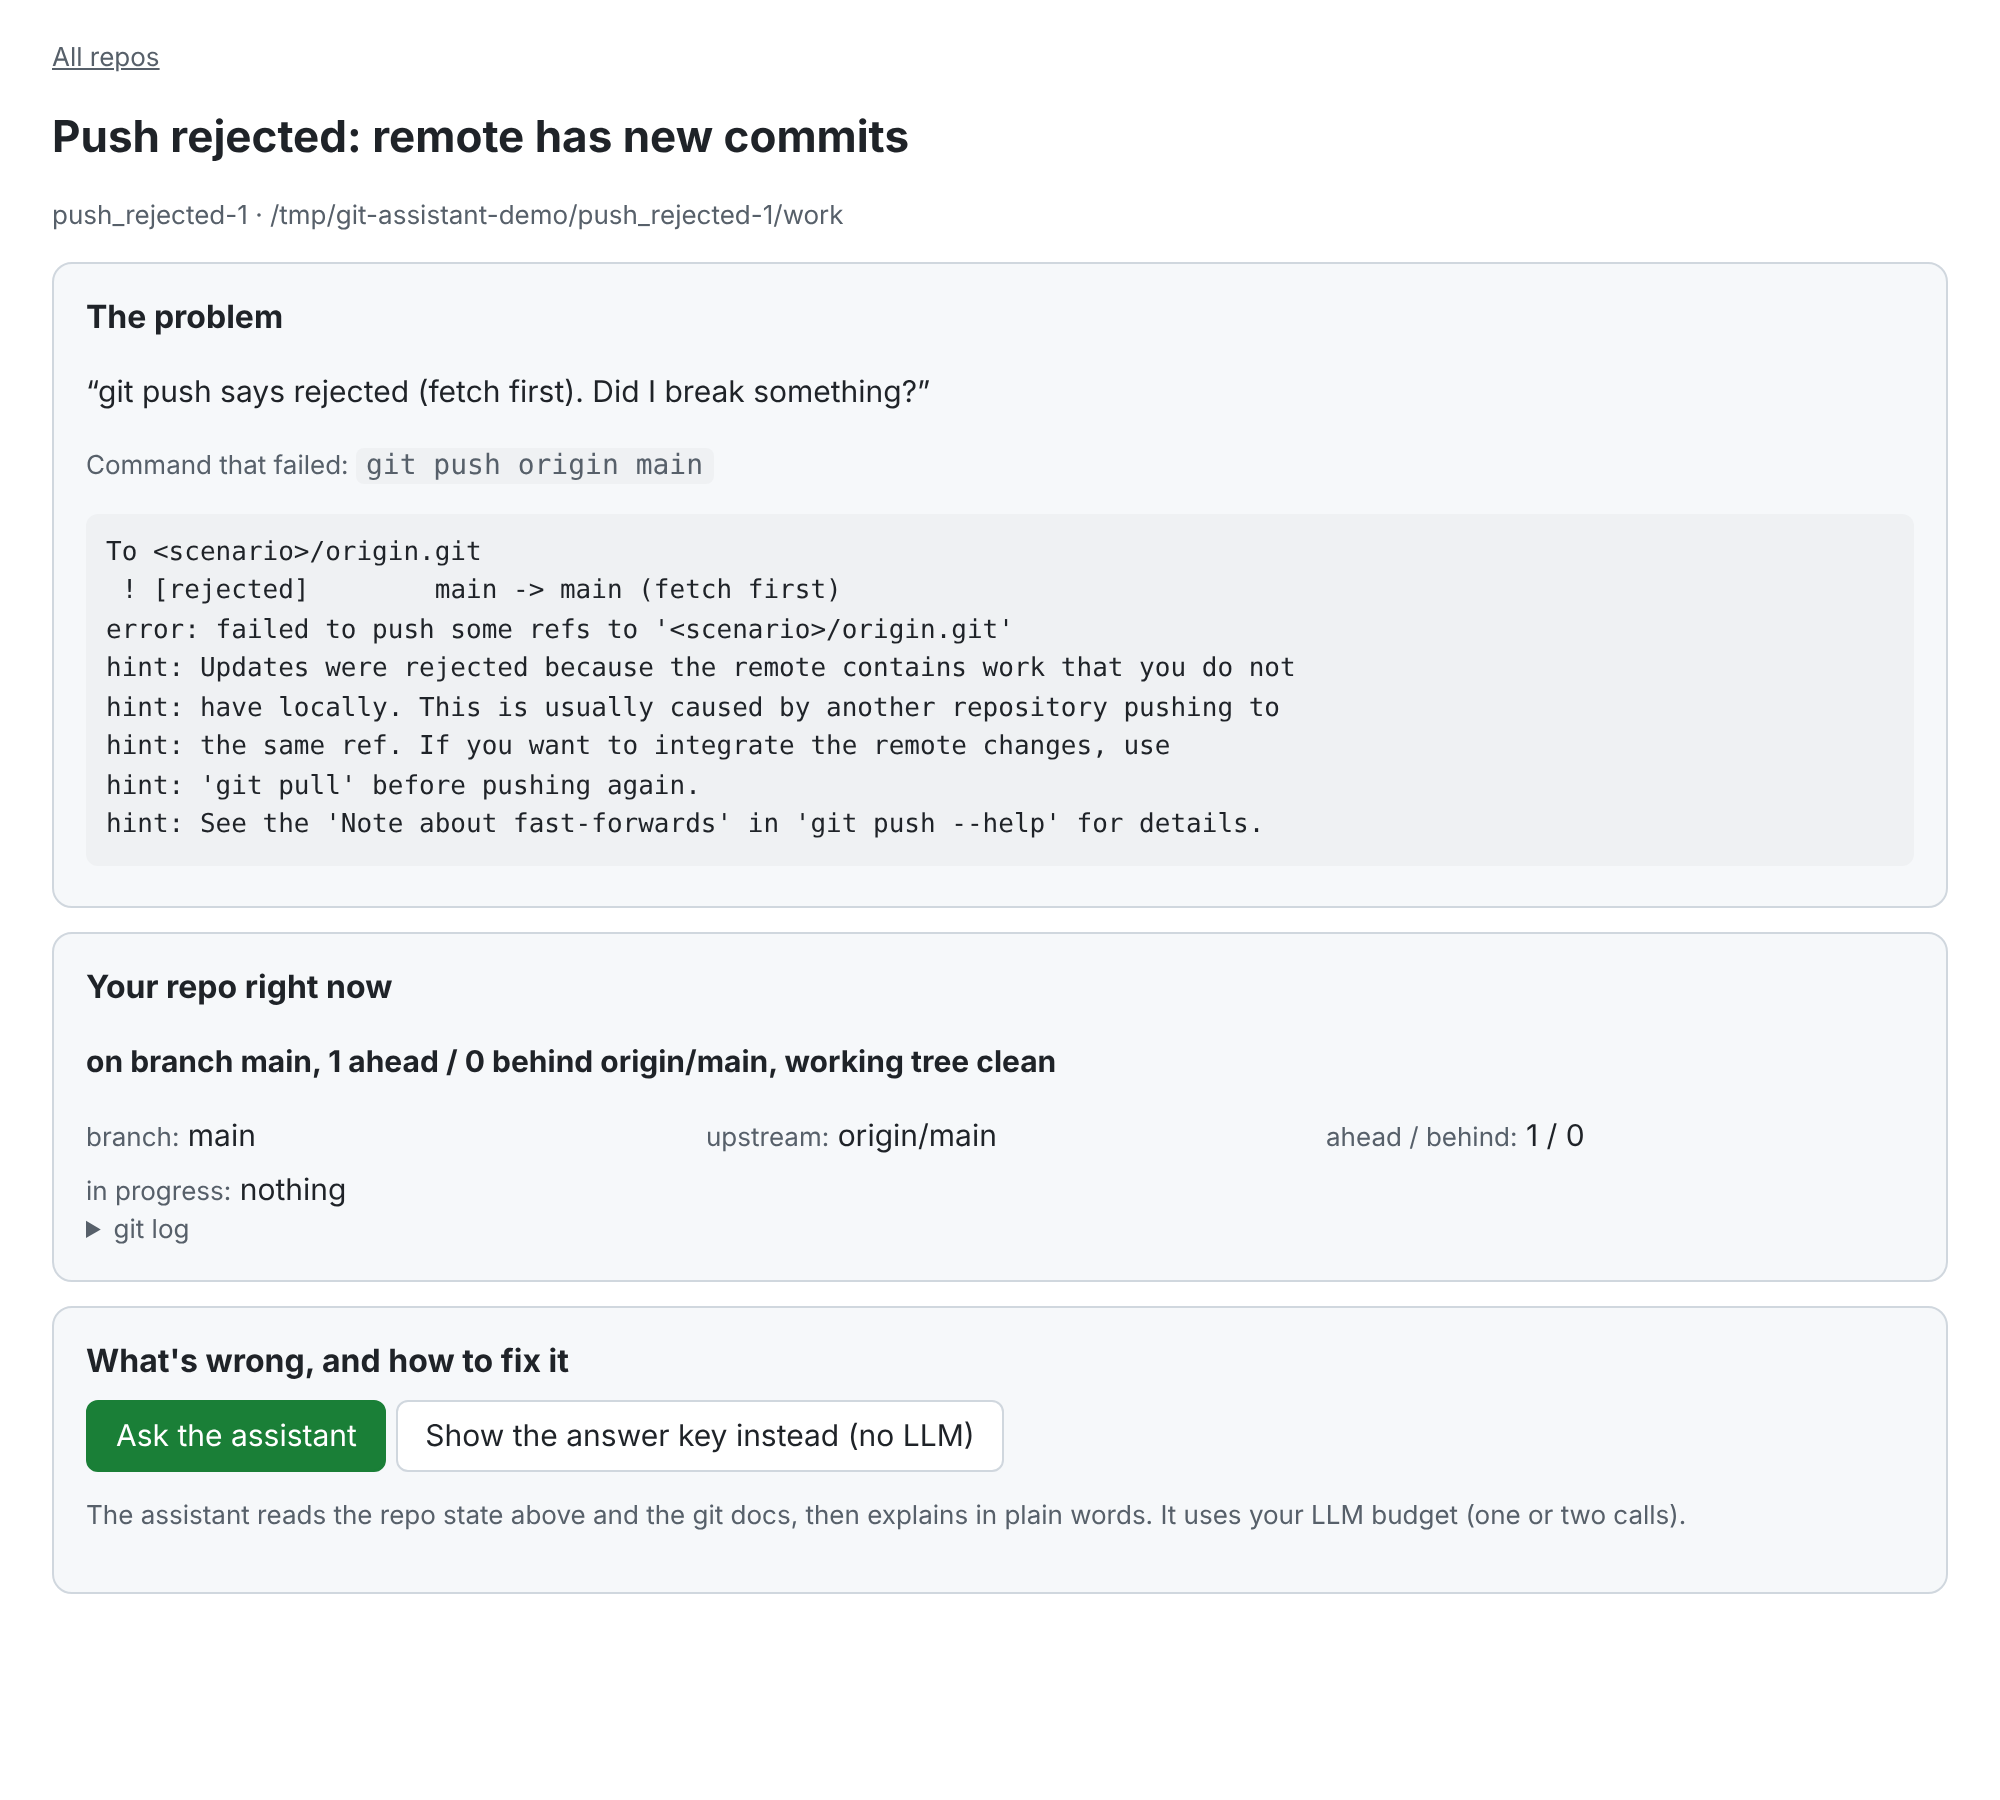 All repos
Push rejected: remote has new commits
push_rejected-1 · /tmp/git-assistant-demo/push_rejected-1/work
The problem
“git push says rejected (fetch first). Did I break something?”
Command that failed: git push origin main
To <scenario>/origin.git
 ! [rejected]        main -> main (fetch first)
error: failed to push some refs to '<scenario>/origin.git'
hint: Updates were rejected because the remote contains work that you do not
hint: have locally. This is usually caused by another repository pushing to
hint: the same ref. If you want to integrate the remote changes, use
hint: 'git pull' before pushing again.
hint: See the 'Note about fast-forwards' in 'git push --help' for details.
Your repo right now
on branch main, 1 ahead / 0 behind origin/main, working tree clean
branch: main upstream: origin/main ahead / behind: 1 / 0
in progress: nothing
▶ git log
What's wrong, and how to fix it
Ask the assistant Show the answer key instead (no LLM)
The assistant reads the repo state above and the git docs, then explains in plain words. It uses your LLM budget (one or two calls).